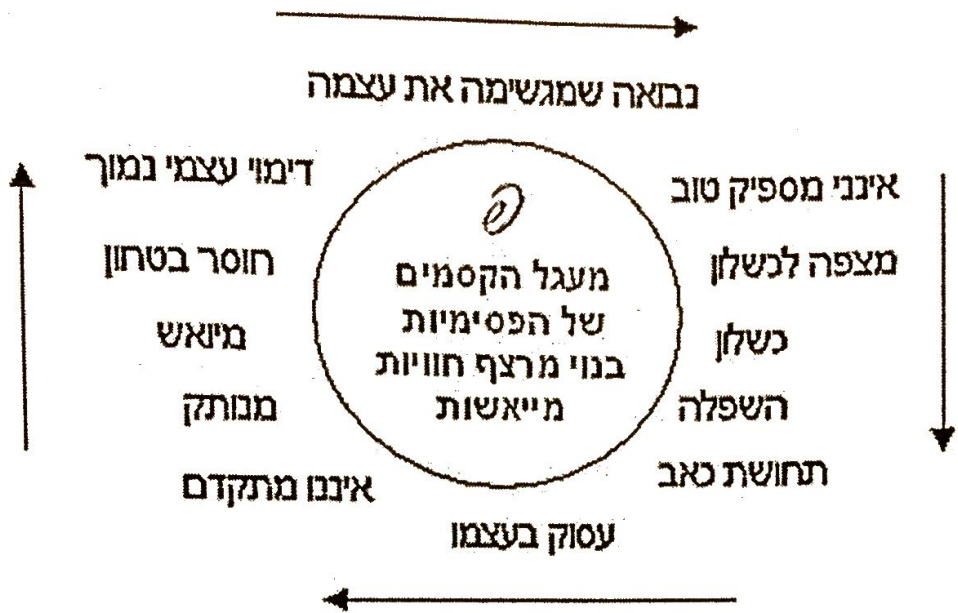 נבואה שמגשימה את עצמה
אינני מספיק טוב
מצפה לכשלון
כשלון
השפלה
תחושת כאב
עסוק בעצמו
איננו מתקדם
מנותק
מיואש
חוסר בטחון
דימוי עצמי נמוך
מעגל הקסמים
של הפסימיות
בנוי מרצף חוויות
מייאשות